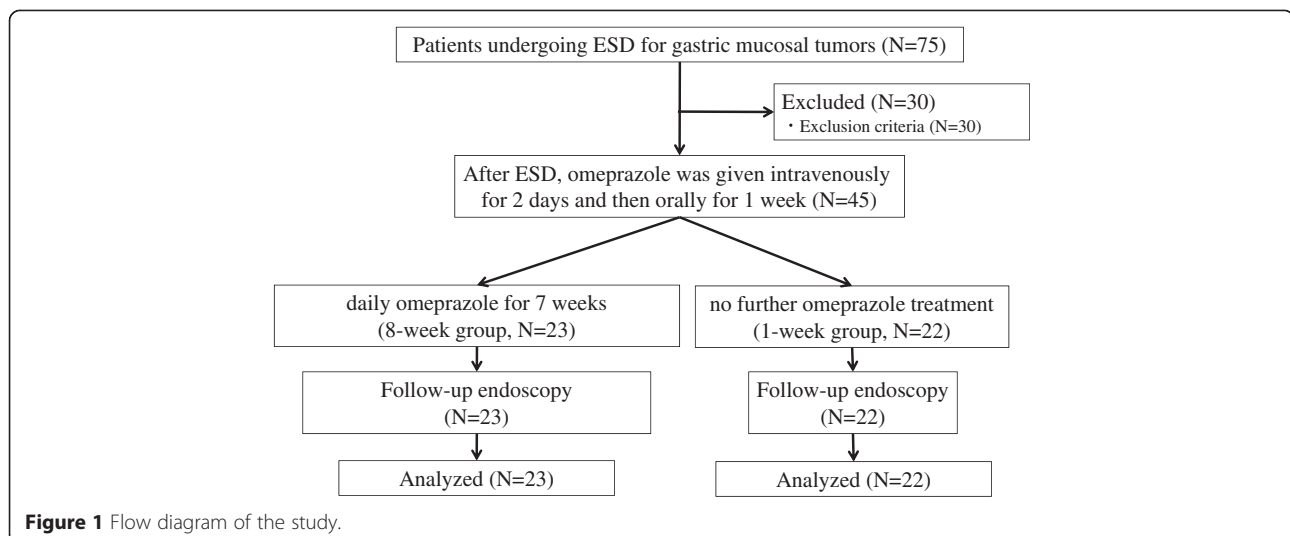 Patients undergoing ESD for gastric mucosal tumors (N=75)
Excluded (N=30)
・Exclusion criteria (N=30)
After ESD, omeprazole was given intravenously
for 2 days and then orally for 1 week (N=45)
daily omeprazole for 7 weeks
(8-week group, N=23)
no further omeprazole treatment
(1-week group, N=22)
Follow-up endoscopy
(N=23)
Follow-up endoscopy
(N=22)
Analyzed (N=23)
Analyzed (N=22)
Figure 1 Flow diagram of the study.